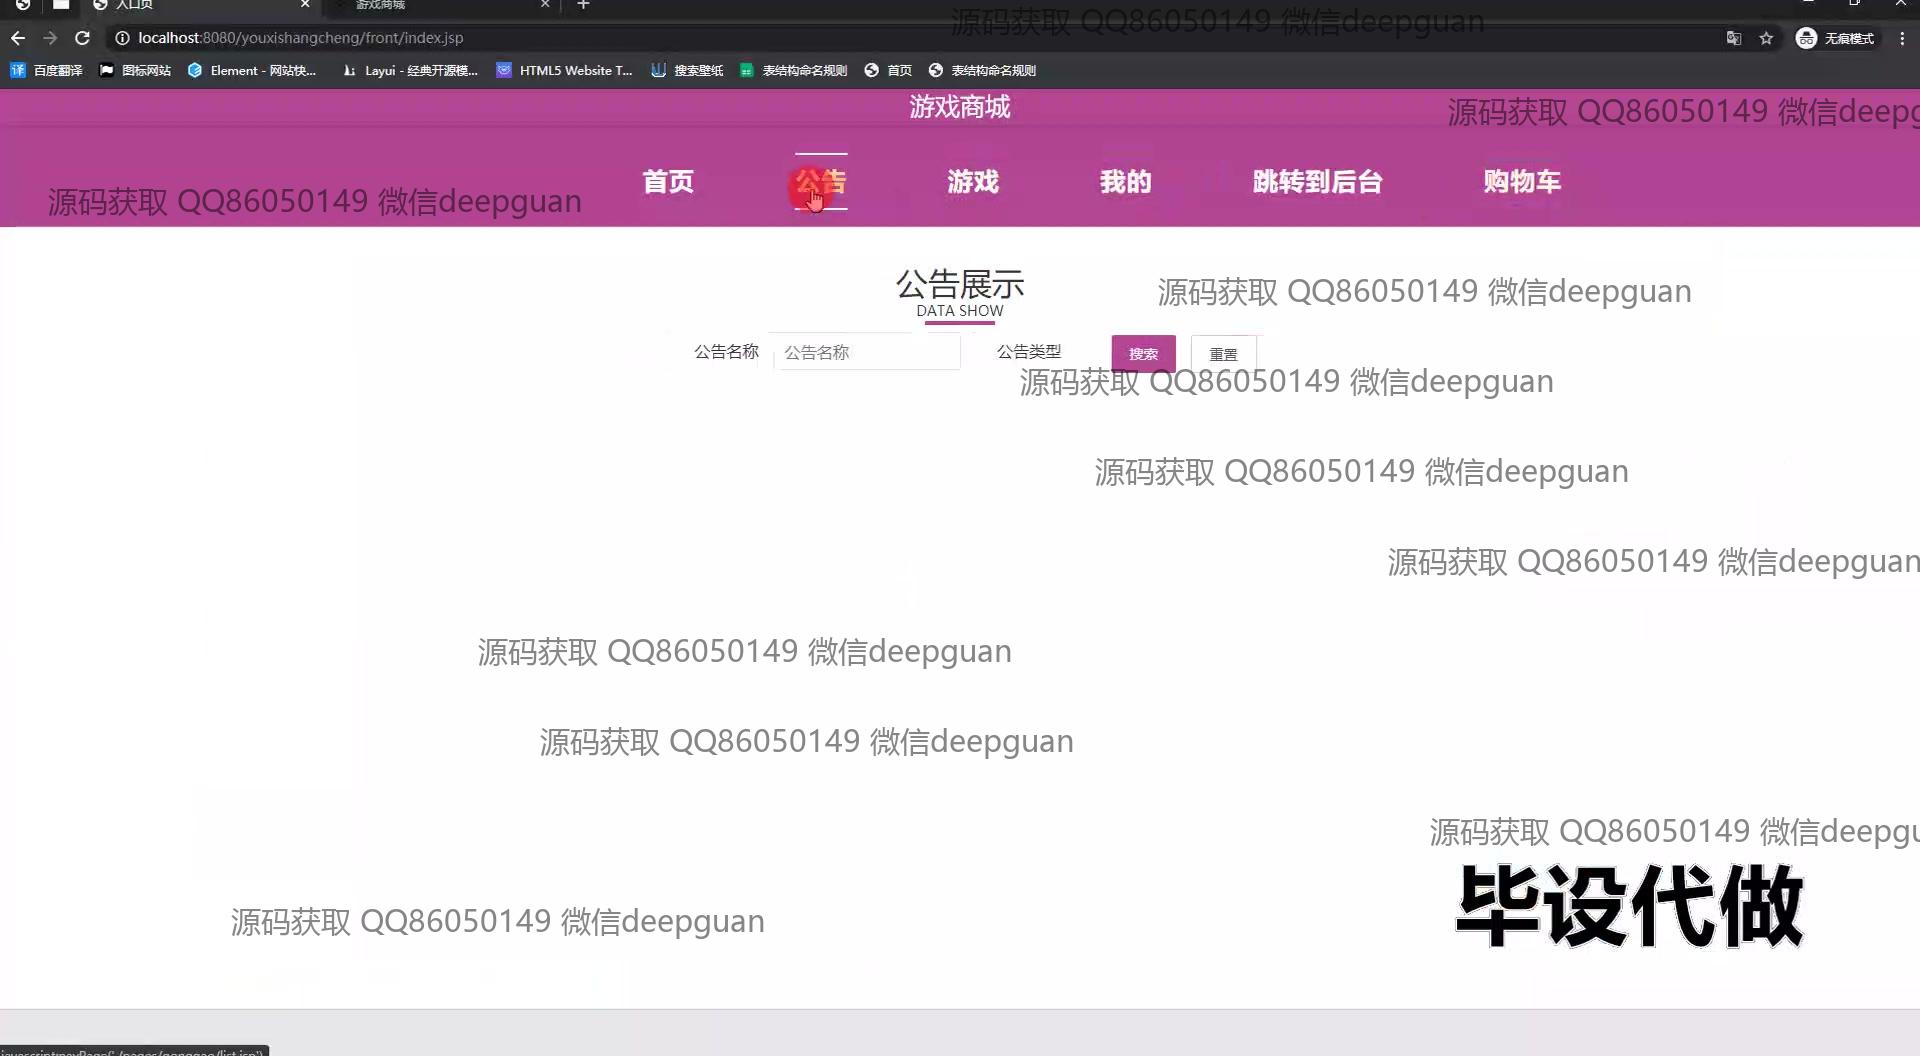 入口页
游戏商城
源码获取 QQ86050149 微信deepguan
localhost:8080/youxishangcheng/front/index.jsp
无痕模式
译 百度翻译 图标网站 Element - 网站快... Layui - 经典开源模... HTML5 Website T... 搜索壁纸 表结构命名规则 首页 表结构命名规则
游戏商城
源码获取 QQ86050149 微信deepg
首页 公告 游戏 我的 跳转到后台 购物车
源码获取 QQ86050149 微信deepguan
公告展示
源码获取 QQ86050149 微信deepguan
DATA SHOW
公告名称 公告名称 公告类型 搜索 重置
源码获取 QQ86050149 微信deepguan
源码获取 QQ86050149 微信deepguan
源码获取 QQ86050149 微信deepguan
源码获取 QQ86050149 微信deepguan
源码获取 QQ86050149 微信deepguan
源码获取 QQ86050149 微信deepgu
毕设代做
源码获取 QQ86050149 微信deepguan